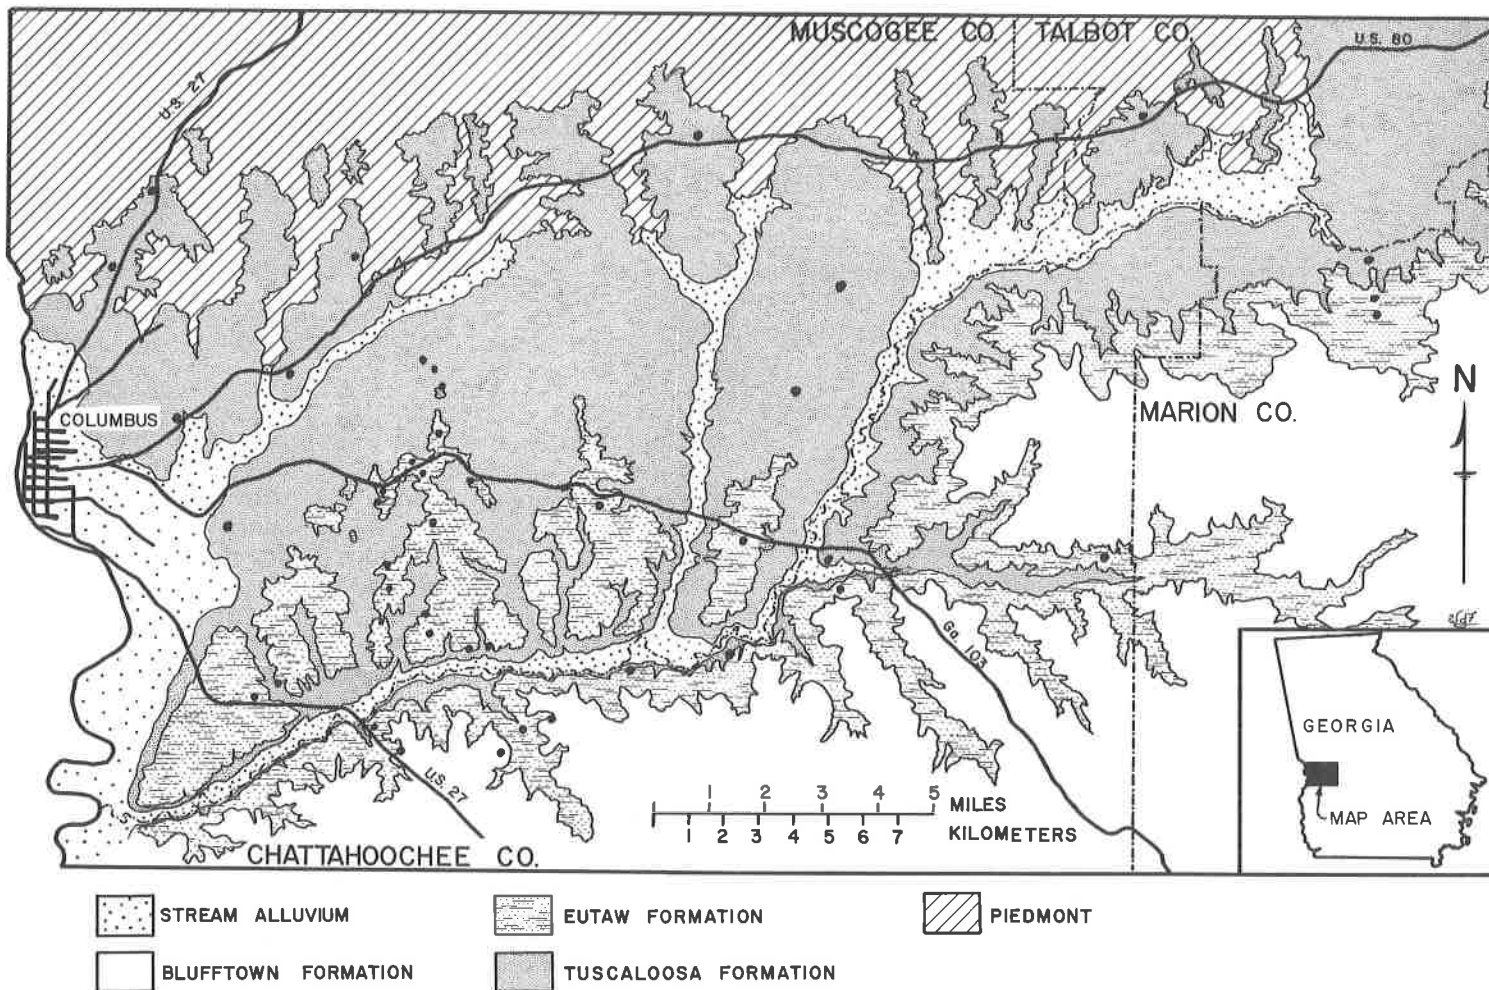 MUSCOGEE CO. TALBOT CO.
U.S. 80
U.S. 27
COLUMBUS
N
MARION CO.
Ga. 103
U.S. 27
GEORGIA
MAP AREA
1 2 3 4 5 MILES
1 2 3 4 5 6 7 KILOMETERS
CHATTAHOOCHEE CO.
STREAM ALLUVIUM
EUTAW FORMATION
PIEDMONT
BLUFFTOWN FORMATION
TUSCALOOSA FORMATION